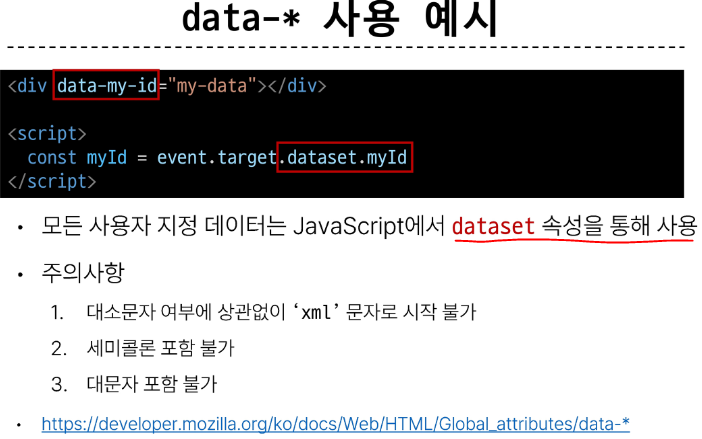 data-* 사용 예시
<div data-my-id="my-data"></div>
<script>
const myId = event.target.dataset.myId
</script>
• 모든 사용자 지정 데이터는 JavaScript에서 dataset 속성을 통해 사용
• 주의사항
1. 대소문자 여부에 상관없이 ‘xml’ 문자로 시작 불가
2. 세미콜론 포함 불가
3. 대문자 포함 불가
• https://developer.mozilla.org/ko/docs/Web/HTML/Global_attributes/data-*